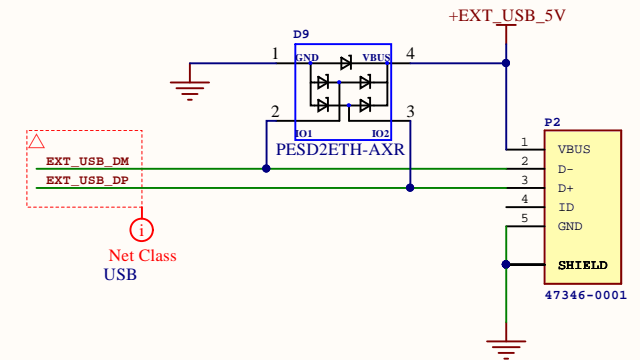 +EXT_USB_5V
D9
1
GND
VBUS
4
2
3
IO1
IO2
PESD2ETH-AXR
P2
1
VBUS
EXT_USB_DM
2
D-
EXT_USB_DP
3
D+
4
ID
5
GND
i
Net Class
USB
SHIELD
47346-0001